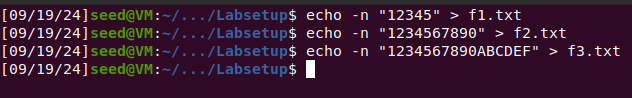 [09/19/24]seed@VM:~/.../Labsetup$ echo -n "12345" > f1.txt
[09/19/24]seed@VM:~/.../Labsetup$ echo -n "1234567890" > f2.txt
[09/19/24]seed@VM:~/.../Labsetup$ echo -n "1234567890ABCDEF" > f3.txt
[09/19/24]seed@VM:~/.../Labsetup$